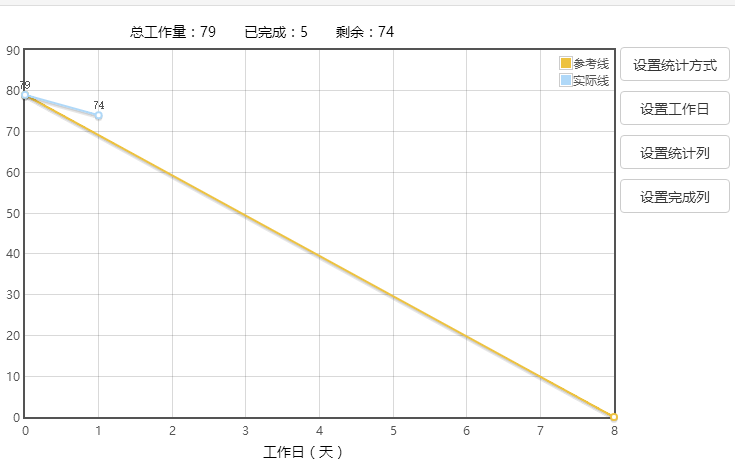 总工作量：79 已完成：5 剩余：74
90
80
70
60
50
40
30
20
10
0
79
74
参考线
实际线
0 1 2 3 4 5 6 7 8
工作日（天）
设置统计方式
设置工作日
设置统计列
设置完成列